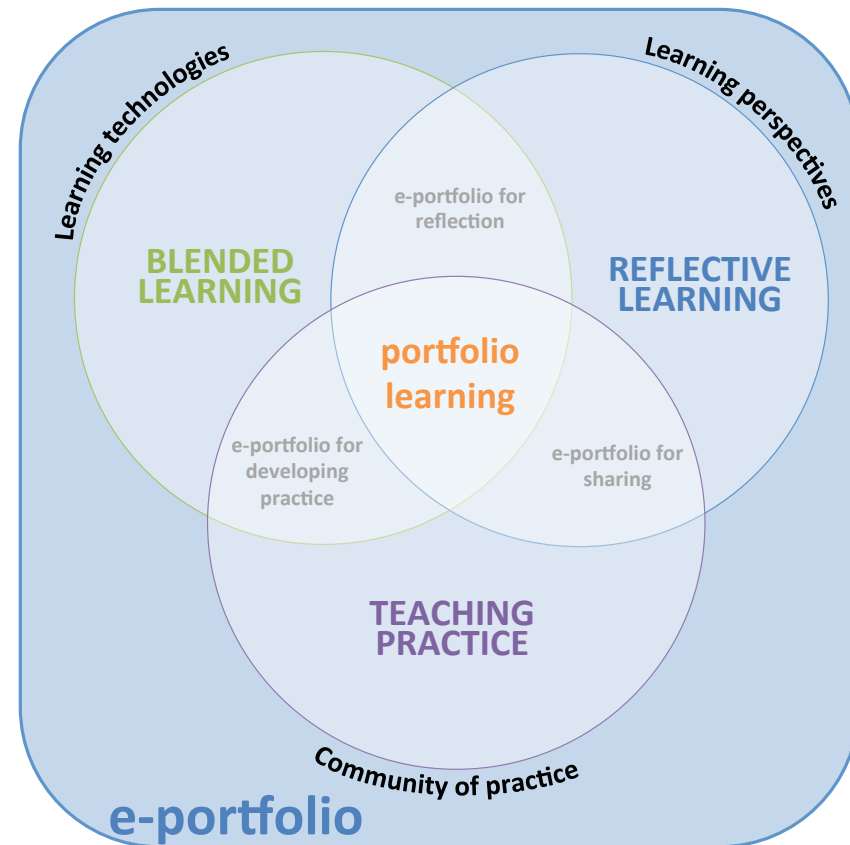 Learning technologies
Learning perspectives
e-portfolio for
reflection
BLENDED
LEARNING
REFLECTIVE
LEARNING
portfolio
learning
e-portfolio for
developing
practice
e-portfolio for
sharing
TEACHING
PRACTICE
Community of practice
e-portfolio